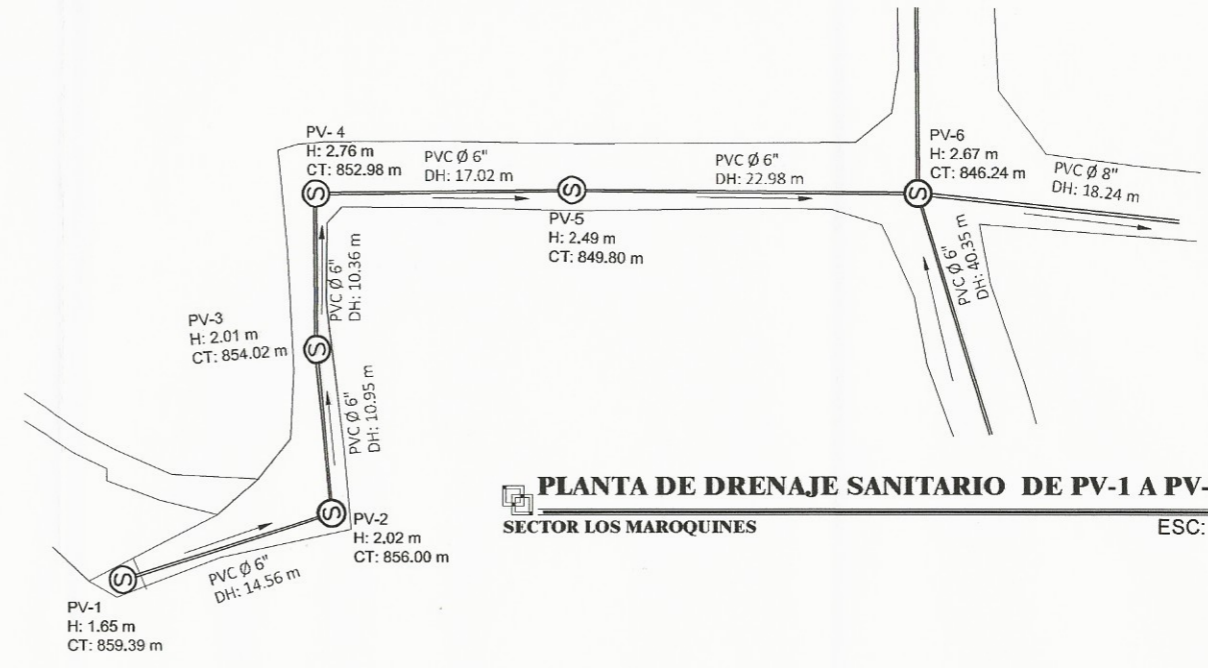 PV- 4
H: 2.76 m
CT: 852.98 m
PVC Ø 6"
DH: 17.02 m
PVC Ø 6"
DH: 22.98 m
PV-6
H: 2.67 m
CT: 846.24 m
PVC Ø 8"
DH: 18.24 m
PV-5
H: 2.49 m
CT: 849.80 m
PVC Ø 6"
DH: 40.35 m
PVC Ø 6"
DH: 10.36 m
PV-3
H: 2.01 m
CT: 854.02 m
PVC Ø 6"
DH: 10.95 m
PV-2
H: 2.02 m
CT: 856.00 m
PVC Ø 6"
DH: 14.56 m
PV-1
H: 1.65 m
CT: 859.39 m
PLANTA DE DRENAJE SANITARIO DE PV-1 A PV-
SECTOR LOS MAROQUINES
ESC:
S
S
S
S
S
S